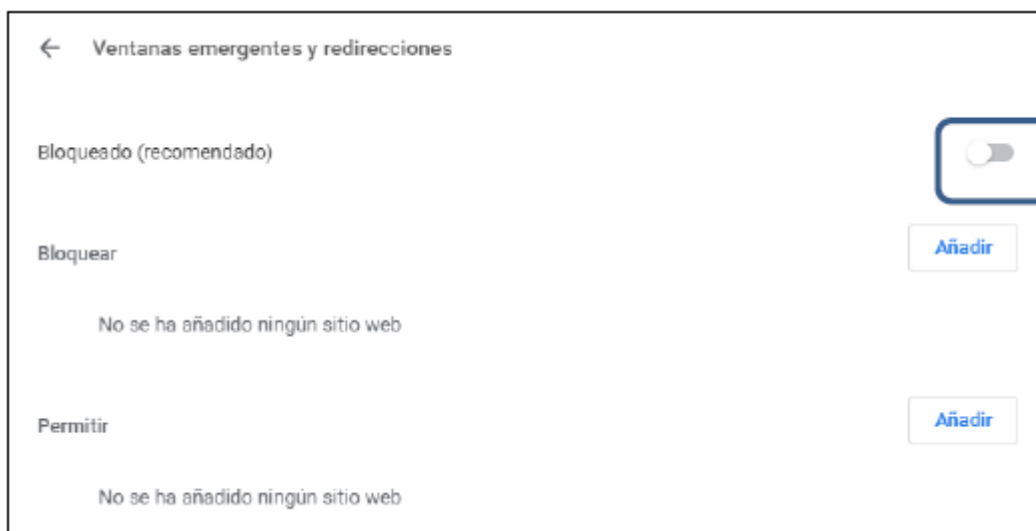 Ventanas emergentes y redirecciones
Bloqueado (recomendado)
Bloquear
Añadir
No se ha añadido ningún sitio web
Permitir
Añadir
No se ha añadido ningún sitio web